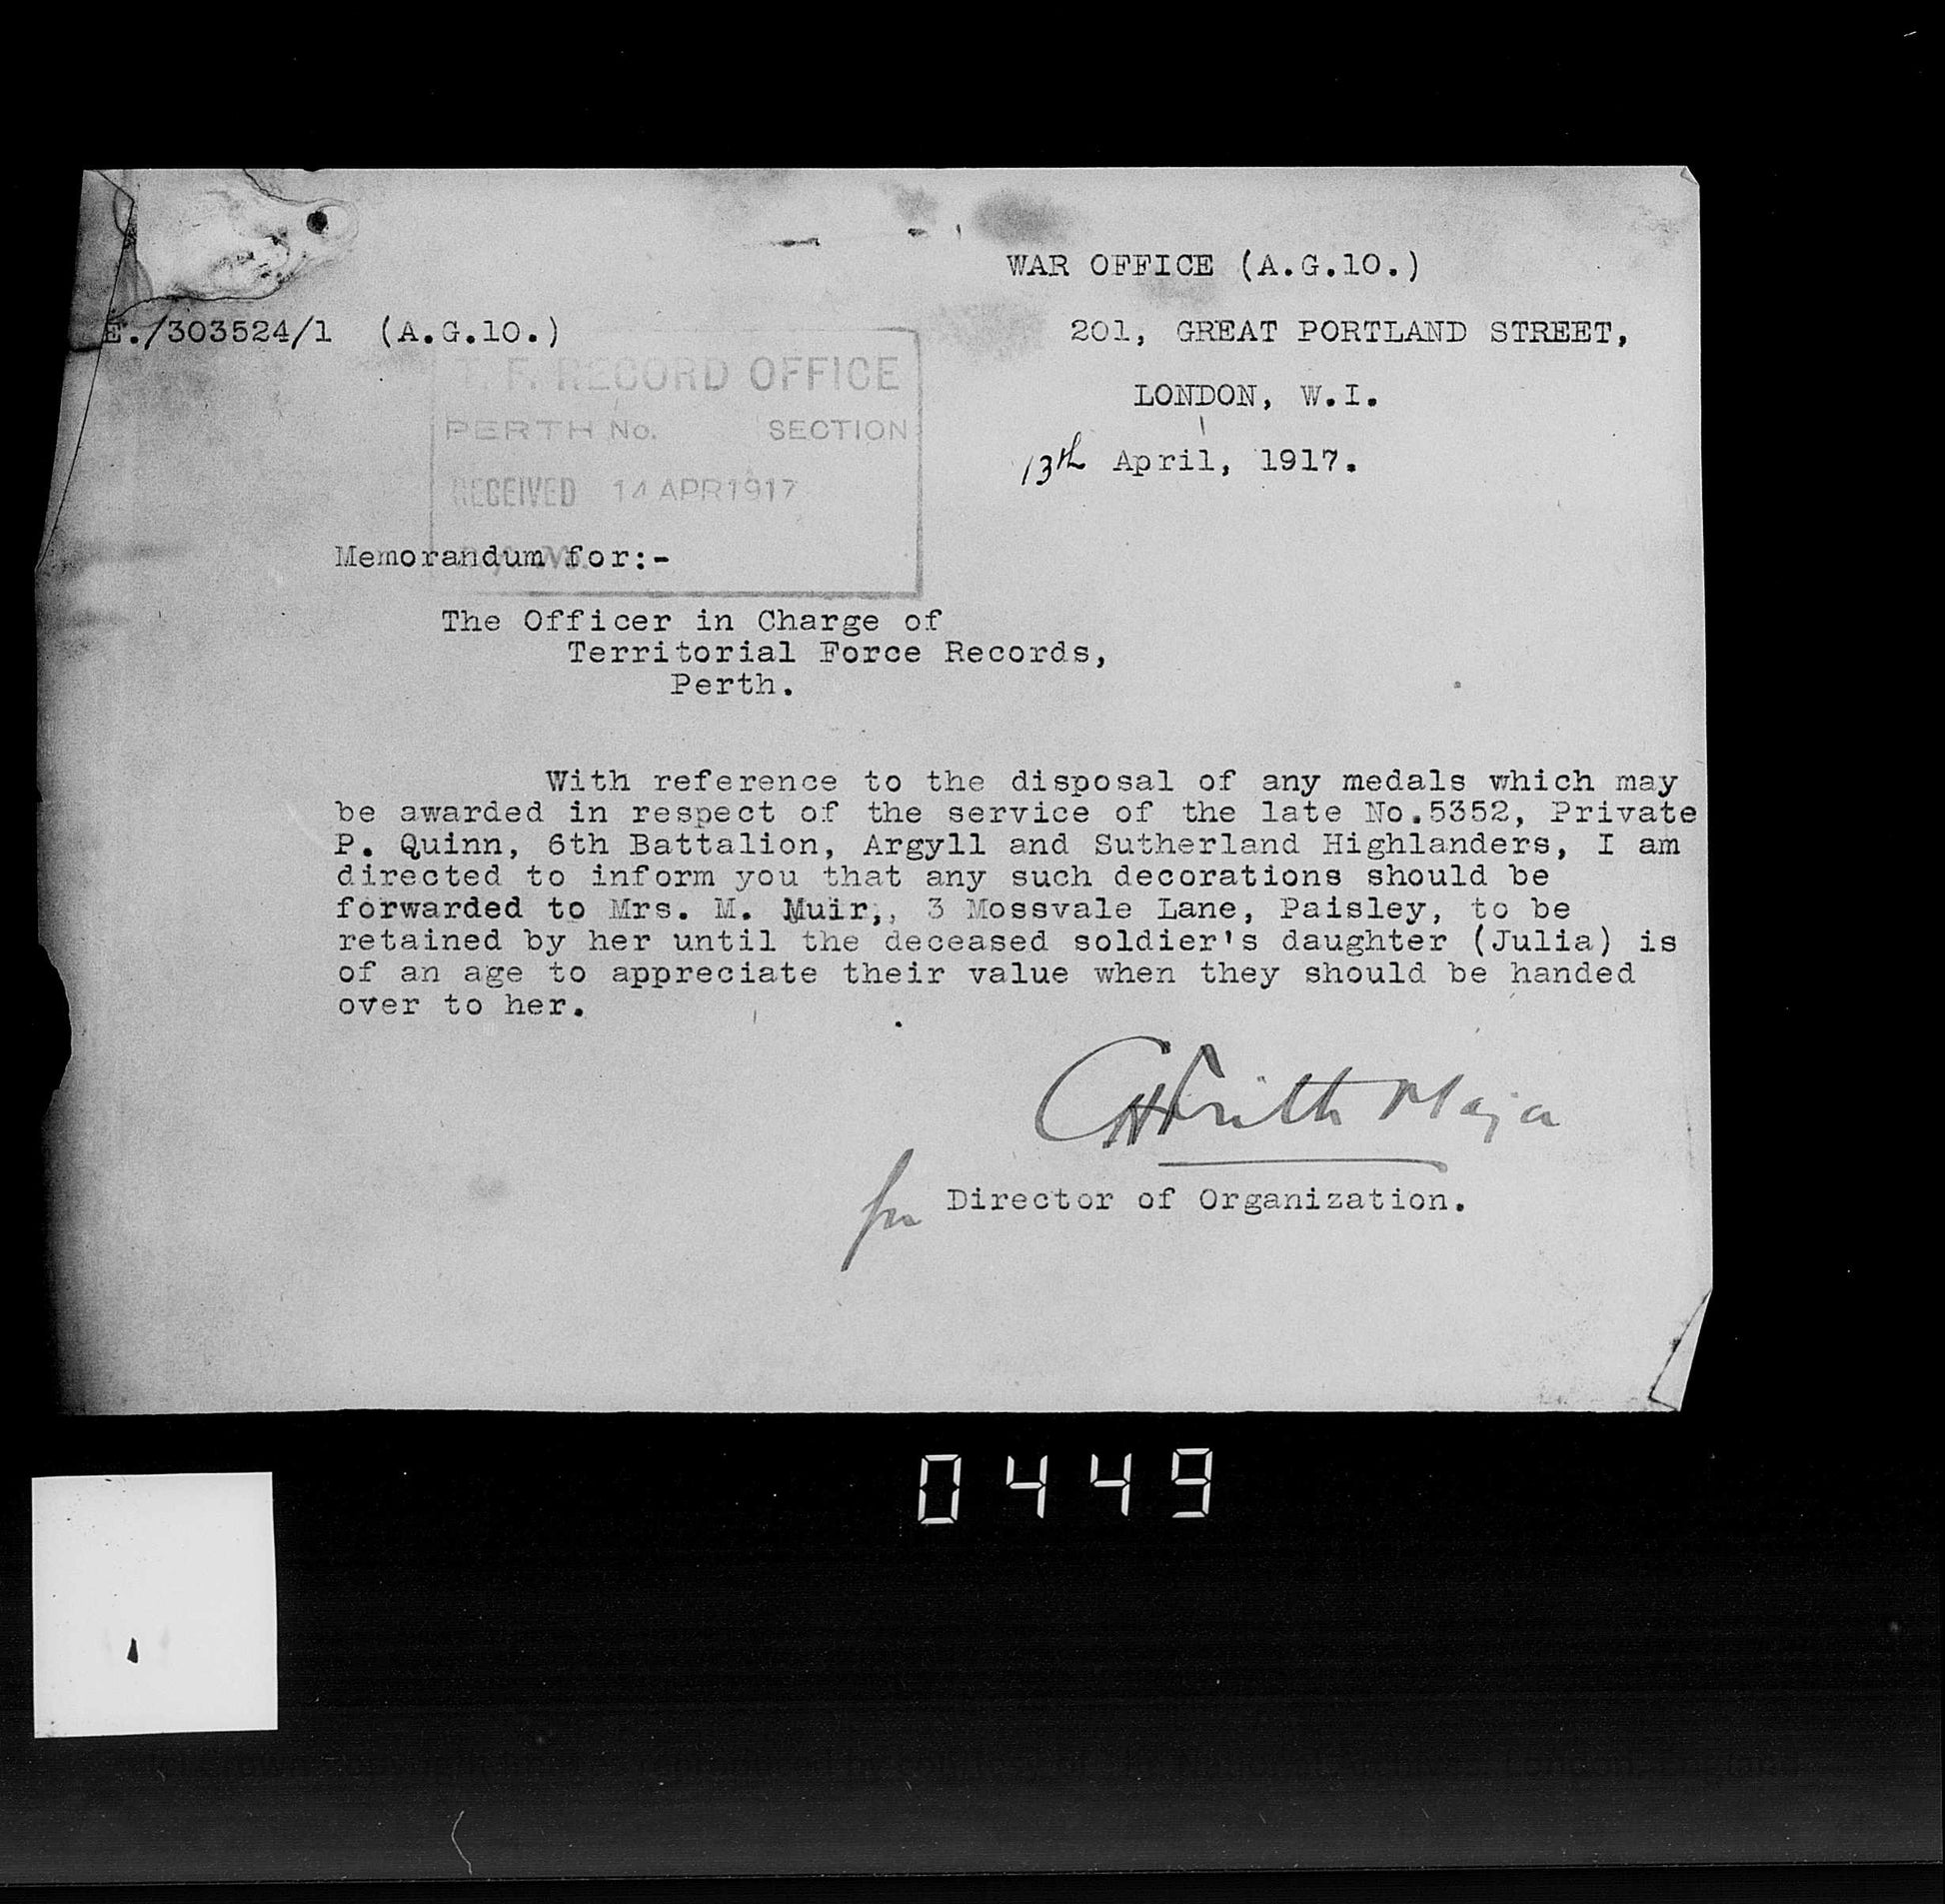 WAR OFFICE (A.G.10.)
E./303524/1 (A.G.10.)
201, GREAT PORTLAND STREET,
LONDON, W.I.
13th April, 1917.
T. F. RECORD OFFICE
PERTH No. SECTION
RECEIVED 14 APR 1917
Memorandum for:-
The Officer in Charge of
Territorial Force Records,
Perth.
With reference to the disposal of any medals which may
be awarded in respect of the service of the late No.5352, Private
P. Quinn, 6th Battalion, Argyll and Sutherland Highlanders, I am
directed to inform you that any such decorations should be
forwarded to Mrs. M. Muir,, 3 Mossvale Lane, Paisley, to be
retained by her until the deceased soldier's daughter (Julia) is
of an age to appreciate their value when they should be handed
over to her.
for Director of Organization.
0449